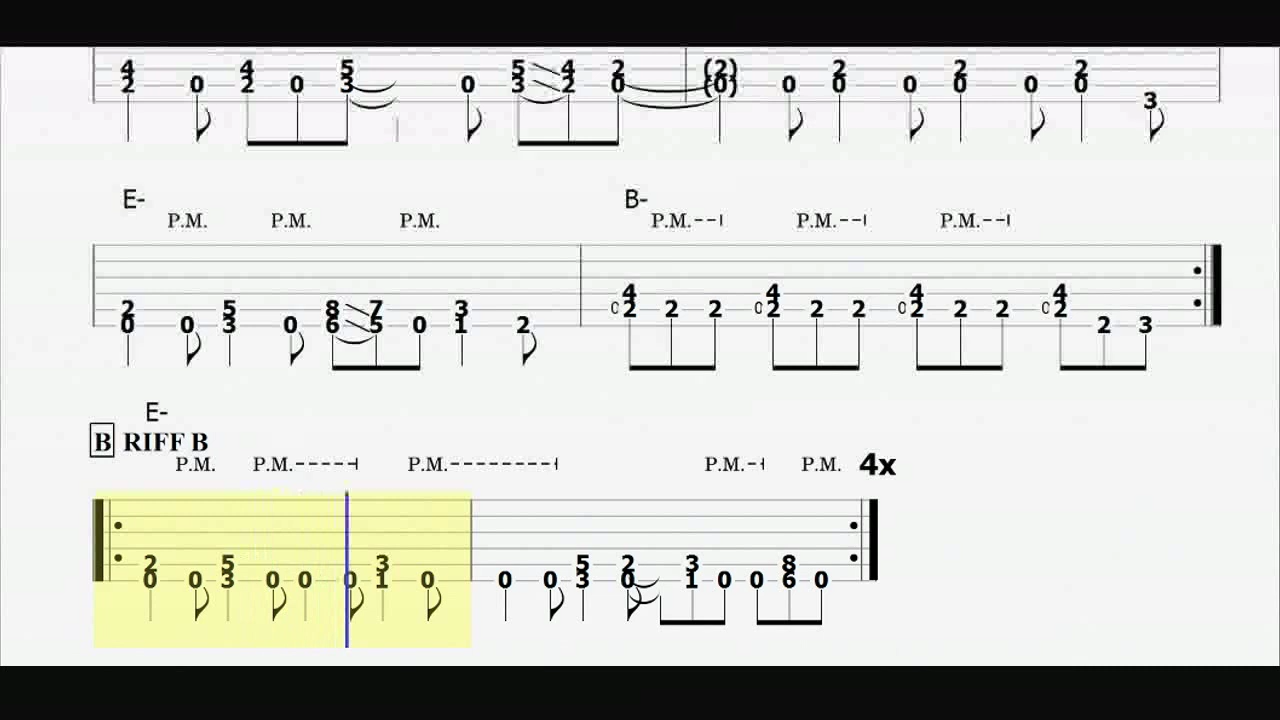 4 4 5 5 4 2 (2) 2 2 2
2 0 2 0 3 0 3 2 0 (0) 0 0 0 0 0 0
3
E- B-
P.M. P.M. P.M. P.M.--| P.M.--| P.M.--|
4 4 4 4
2 5 8 7 3 0 2 2 2 0 2 2 2 0 2 2 2 0 2
0 0 3 0 6 5 0 1 2 2 3
E-
B RIFF B
P.M. P.M.-----| P.M.---------| P.M.-| P.M. 4x
2 5 3 5 2 3 8
0 0 3 0 0 0 1 0 0 0 3 0 1 0 0 6 0